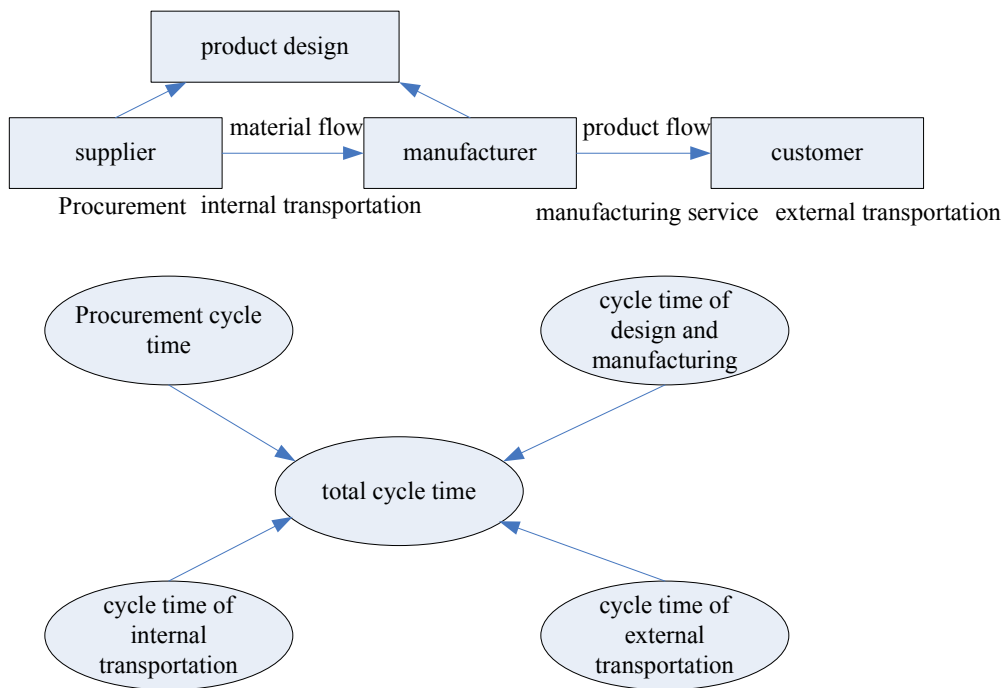 product design
material flow
product flow
supplier
manufacturer
customer
Procurement internal transportation
manufacturing service external transportation
Procurement cycle
time
cycle time of
design and
manufacturing
total cycle time
cycle time of
internal
transportation
cycle time of
external
transportation